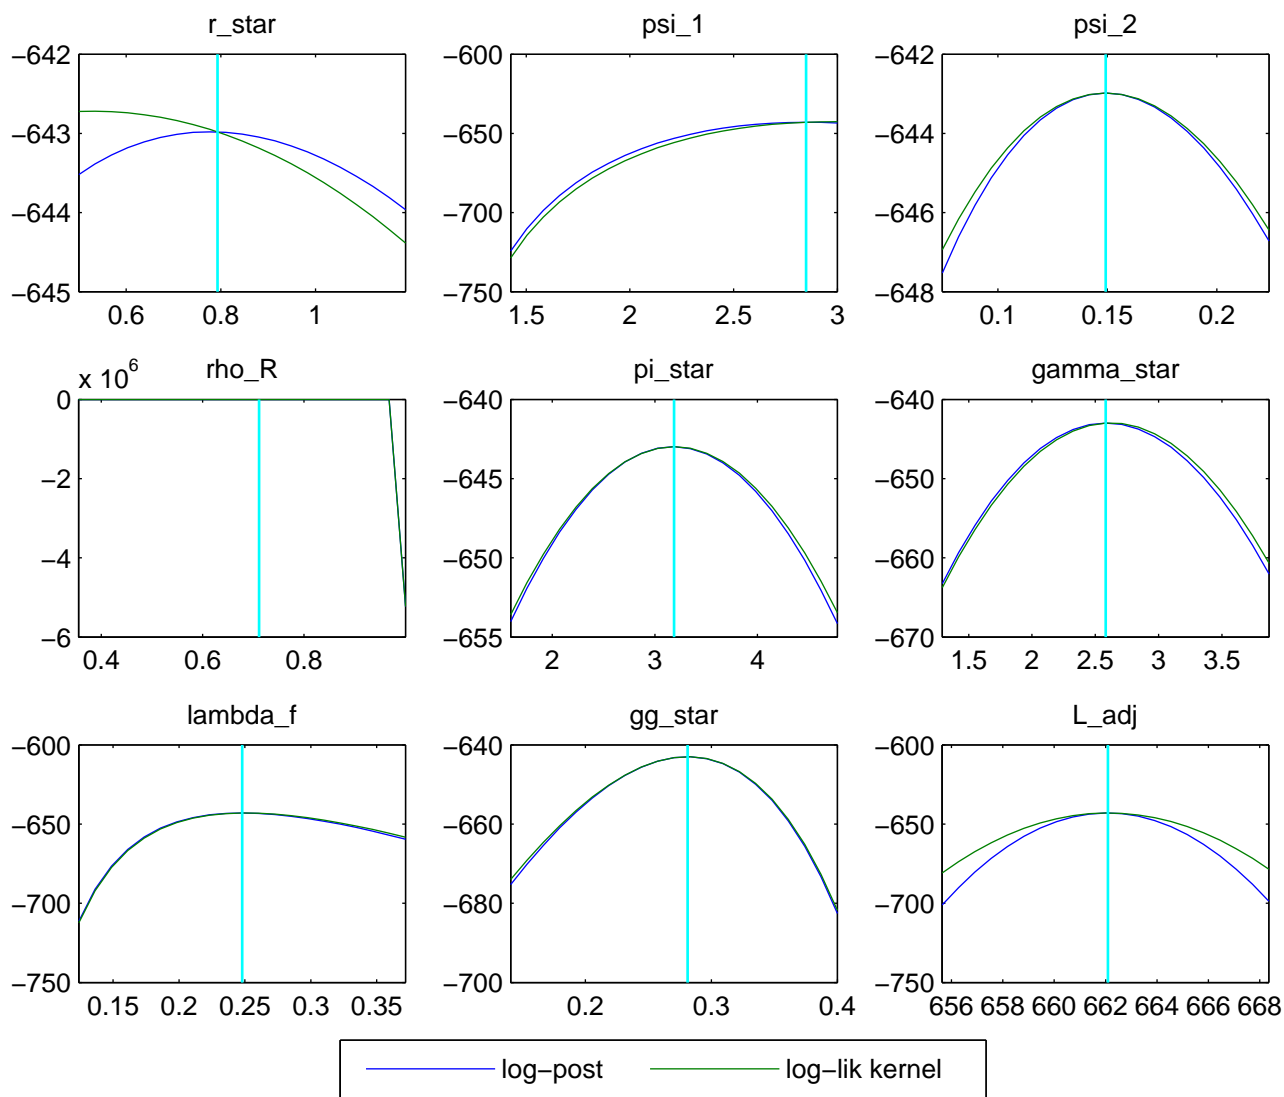 r_star
−642
−643
−644
−645
0.6 0.8 1
psi_1
−600
−650
−700
−750
1.5 2 2.5 3
psi_2
−642
−644
−646
−648
0.1 0.15 0.2
x 10^6
rho_R
0
−2
−4
−6
0.4 0.6 0.8
pi_star
−640
−645
−650
−655
2 3 4
gamma_star
−640
−650
−660
−670
1.5 2 2.5 3 3.5
lambda_f
−600
−650
−700
−750
0.15 0.2 0.25 0.3 0.35
gg_star
−640
−660
−680
−700
0.2 0.3 0.4
L_adj
−600
−650
−700
−750
656 658 660 662 664 666 668
log−post log−lik kernel